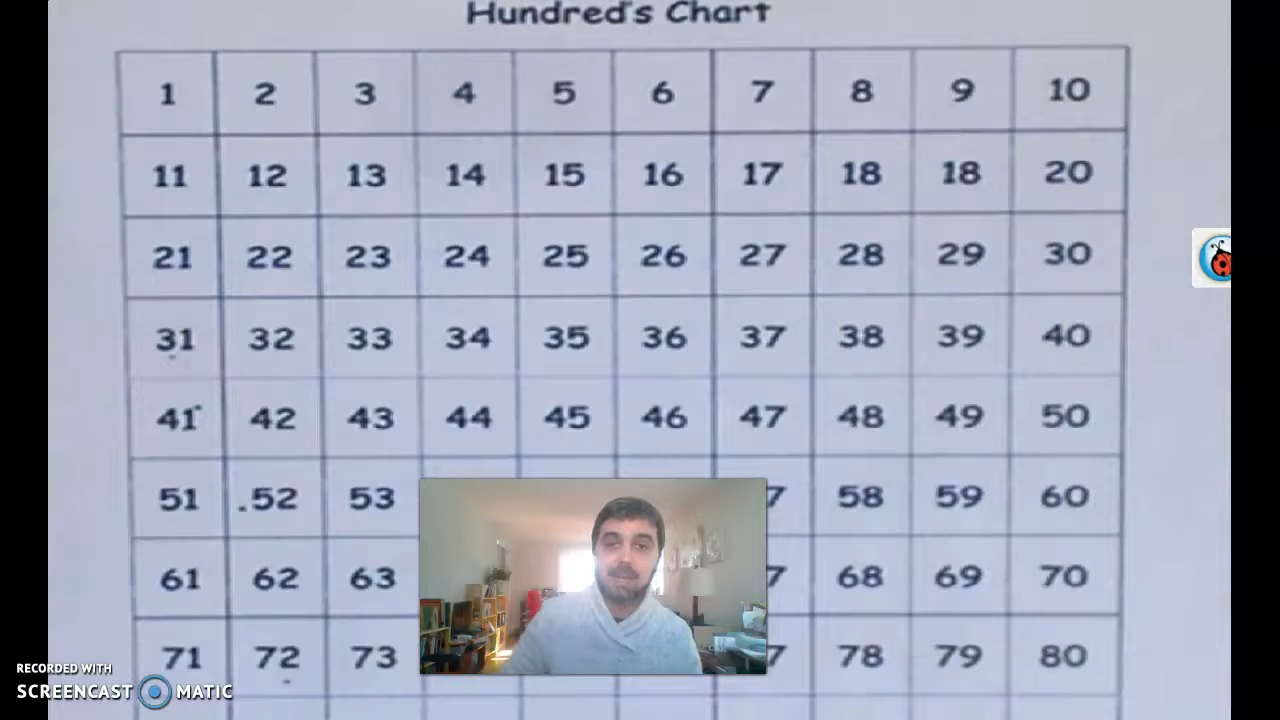 Hundred's Chart
1 2 3 4 5 6 7 8 9 10
11 12 13 14 15 16 17 18 18 20
21 22 23 24 25 26 27 28 29 30
31 32 33 34 35 36 37 38 39 40
41 42 43 44 45 46 47 48 49 50
51 .52 53 7 58 59 60
61 62 63 7 68 69 70
71 72 73 7 78 79 80
RECORDED WITH
SCREENCAST MATIC